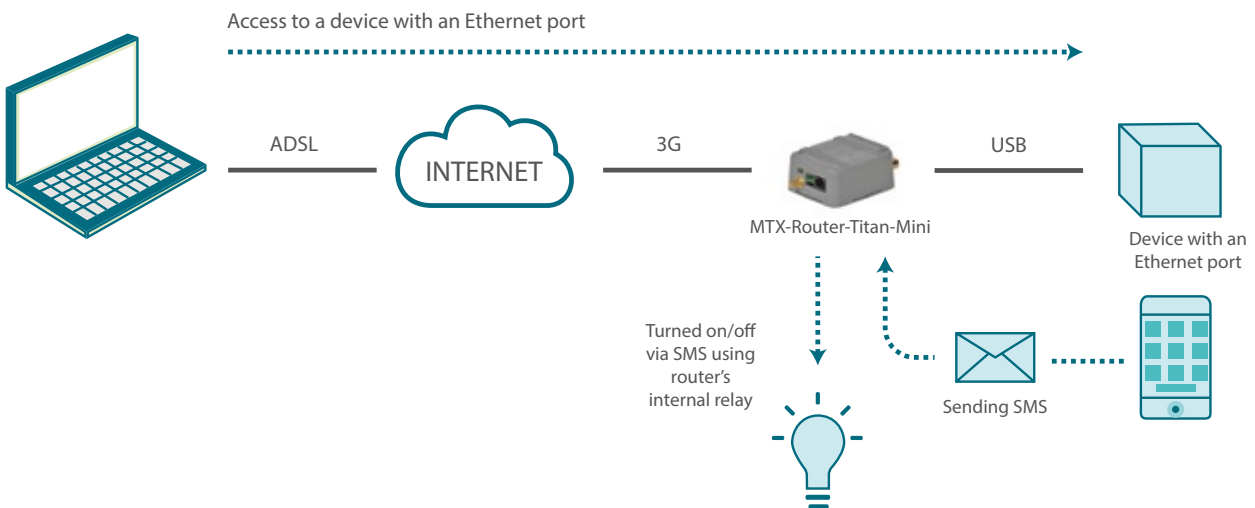 Access to a device with an Ethernet port
ADSL
INTERNET
3G
USB
MTX-Router-Titan-Mini
Device with an
Ethernet port
Turned on/off
via SMS using
router's
internal relay
Sending SMS